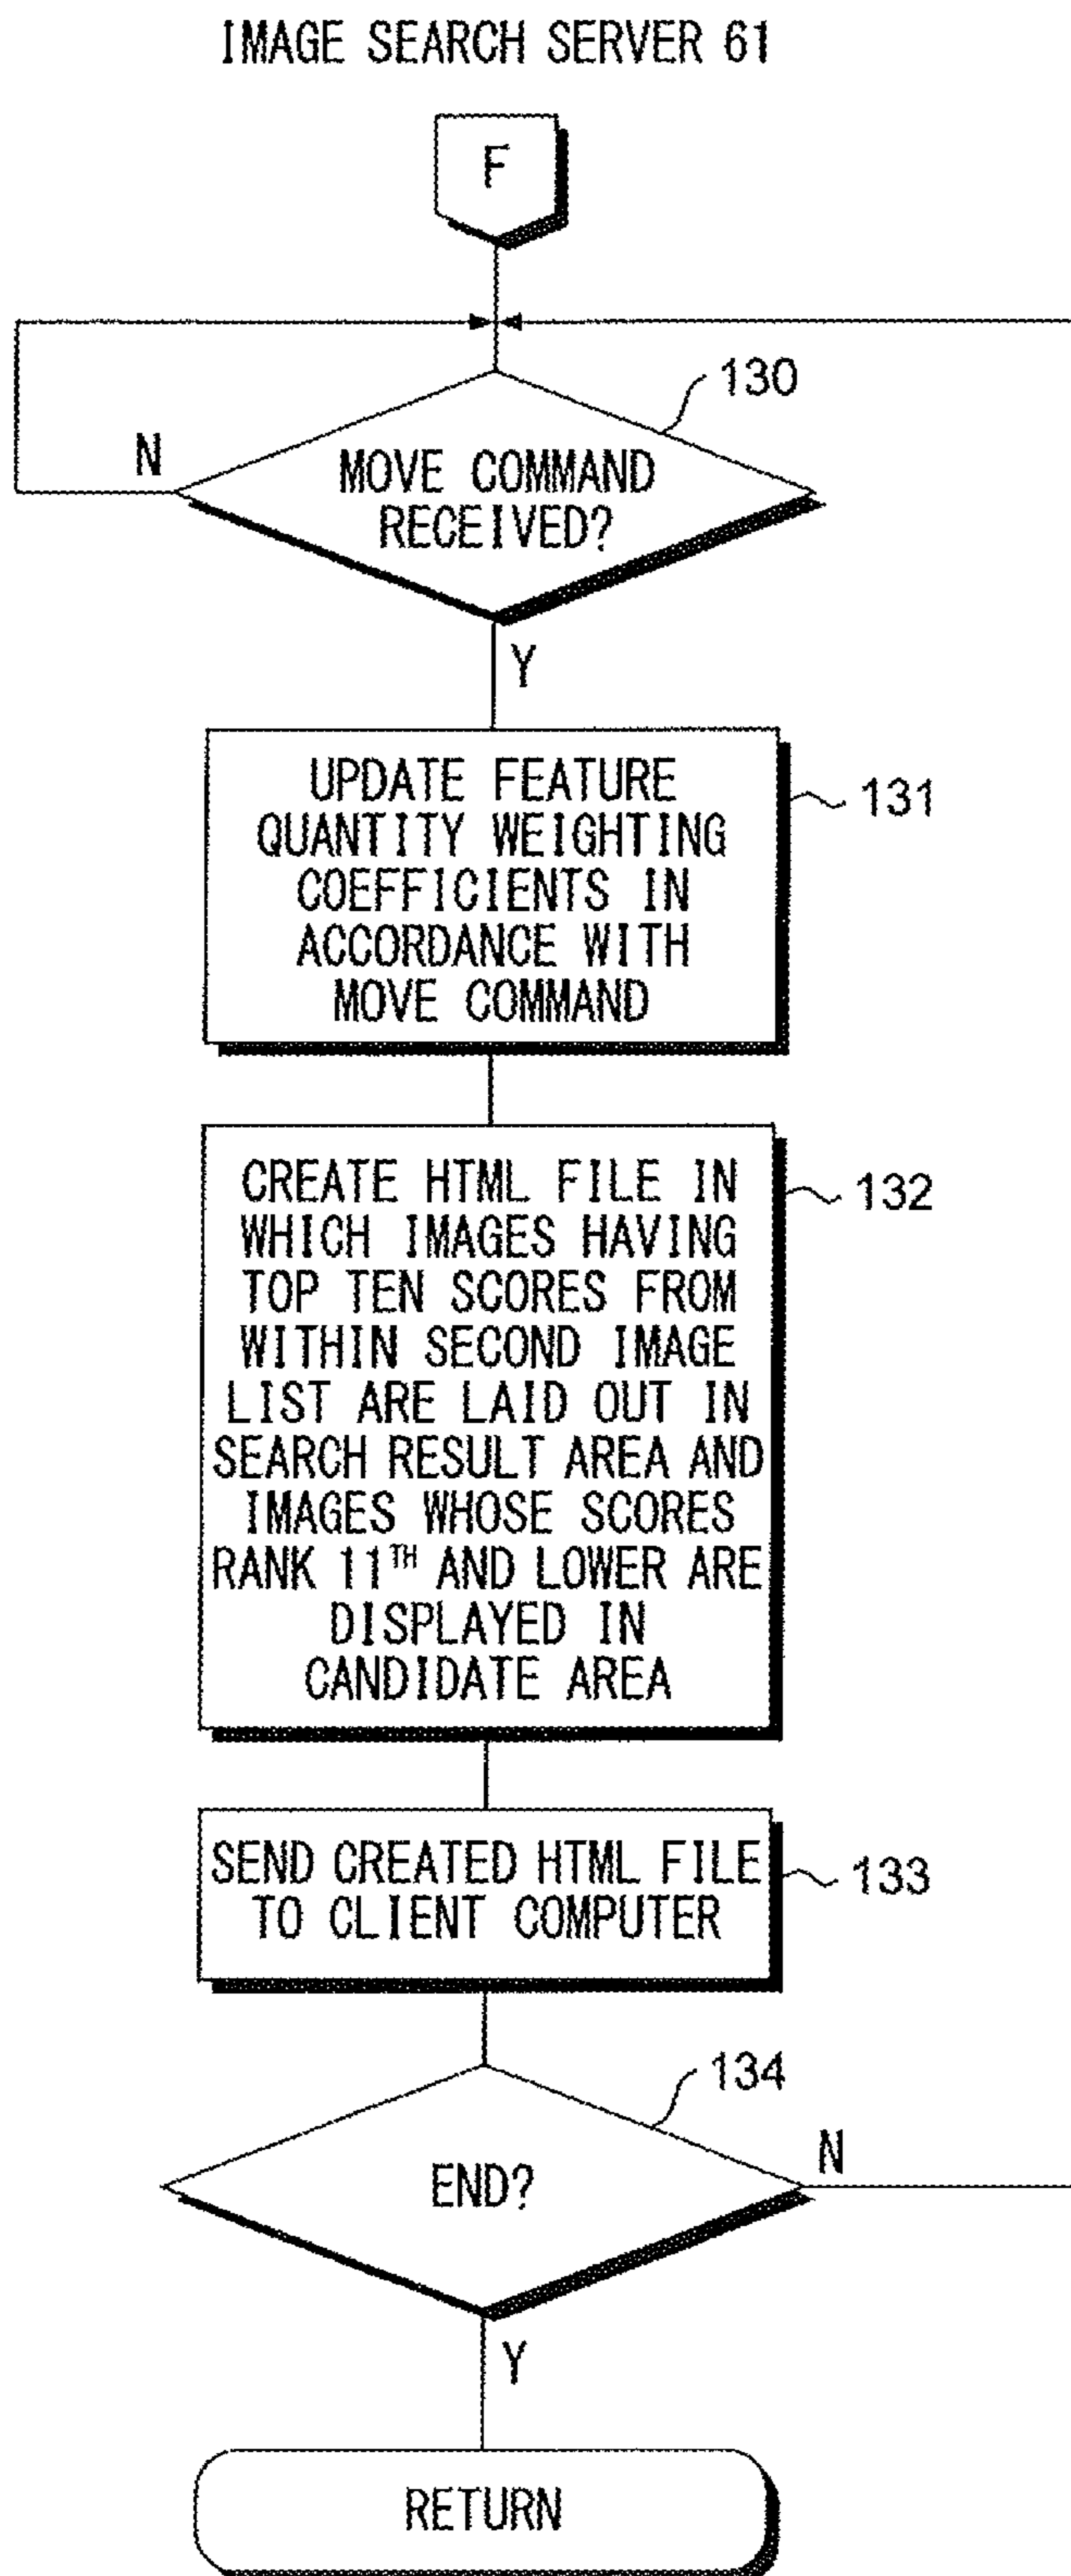 IMAGE SEARCH SERVER 61
F
130
N
MOVE COMMAND
RECEIVED?
Y
UPDATE FEATURE
QUANTITY WEIGHTING
COEFFICIENTS IN
ACCORDANCE WITH
MOVE COMMAND
131
CREATE HTML FILE IN
WHICH IMAGES HAVING
TOP TEN SCORES FROM
WITHIN SECOND IMAGE
LIST ARE LAID OUT IN
SEARCH RESULT AREA AND
IMAGES WHOSE SCORES
RANK 11TH AND LOWER ARE
DISPLAYED IN
CANDIDATE AREA
132
SEND CREATED HTML FILE
TO CLIENT COMPUTER
133
134
END?
N
Y
RETURN